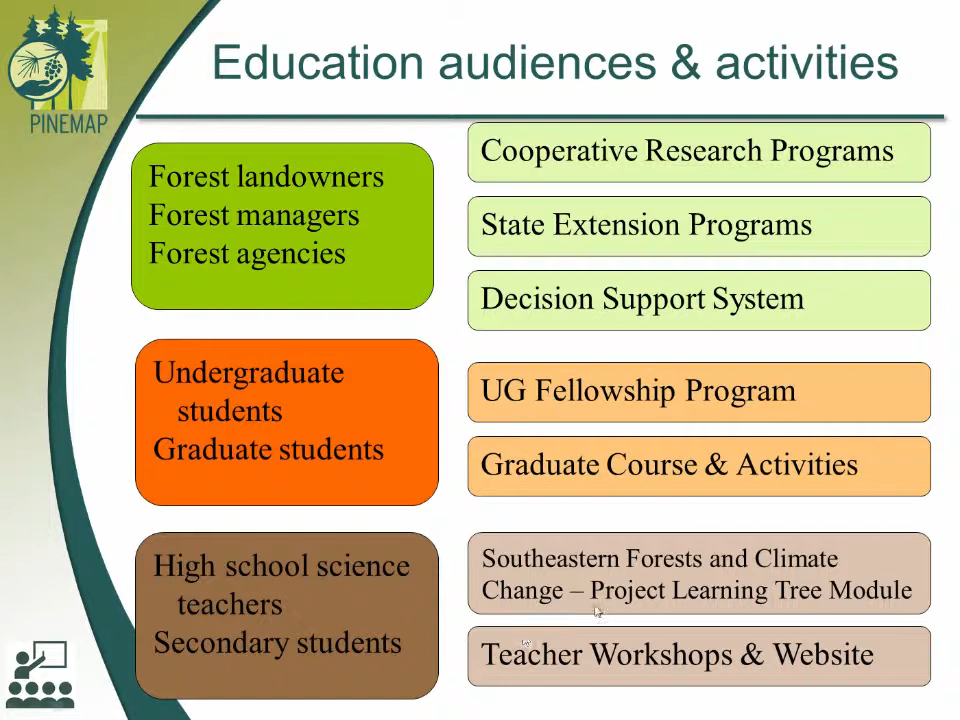 Education audiences & activities
PINEMAP
Forest landowners
Forest managers
Forest agencies
Cooperative Research Programs
State Extension Programs
Decision Support System
Undergraduate
students
Graduate students
UG Fellowship Program
Graduate Course & Activities
High school science
teachers
Secondary students
Southeastern Forests and Climate
Change – Project Learning Tree Module
Teacher Workshops & Website